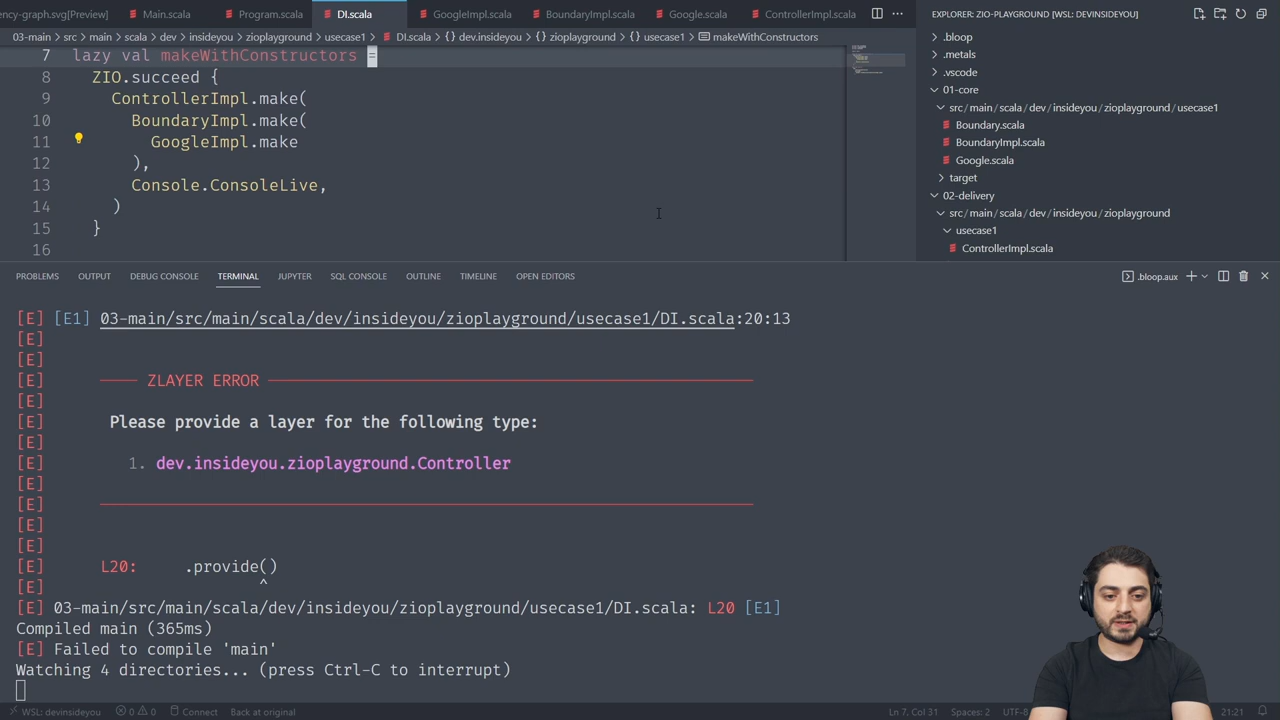 ency-graph.svg[Preview] Main.scala Program.scala DI.scala GoogleImpl.scala BoundaryImpl.scala Google.scala ControllerImpl.scala
03-main › src › main › scala › dev › insideyou › zioplayground › usecase1 › DI.scala › {} dev.insideyou › {} zioplayground › {} usecase1 › makeWithConstructors
7 lazy val makeWithConstructors =
8 ZIO.succeed {
9 ControllerImpl.make(
10 BoundaryImpl.make(
11 GoogleImpl.make
12 ),
13 Console.ConsoleLive,
14 )
15 }
16
EXPLORER: ZIO-PLAYGROUND [WSL: DEVINSIDEYOU]
.bloop
.metals
.vscode
01-core
src / main / scala / dev / insideyou / zioplayground / usecase1
Boundary.scala
BoundaryImpl.scala
Google.scala
target
02-delivery
src / main / scala / dev / insideyou / zioplayground
usecase1
ControllerImpl.scala
PROBLEMS OUTPUT DEBUG CONSOLE TERMINAL JUPYTER SQL CONSOLE OUTLINE TIMELINE OPEN EDITORS .bloop.aux
[E] [E1] 03-main/src/main/scala/dev/insideyou/zioplayground/usecase1/DI.scala:20:13
[E]
[E]
[E] ZLAYER ERROR
[E]
[E] Please provide a layer for the following type:
[E]
[E] 1. dev.insideyou.zioplayground.Controller
[E]
[E]
[E]
[E]
[E] L20: .provide()
[E] ^
[E] 03-main/src/main/scala/dev/insideyou/zioplayground/usecase1/DI.scala: L20 [E1]
Compiled main (365ms)
[E] Failed to compile 'main'
Watching 4 directories... (press Ctrl-C to interrupt)
WSL: devinsideyou 0 0 Connect Back at original Ln 7, Col 31 Spaces: 2 UTF-8 21:21